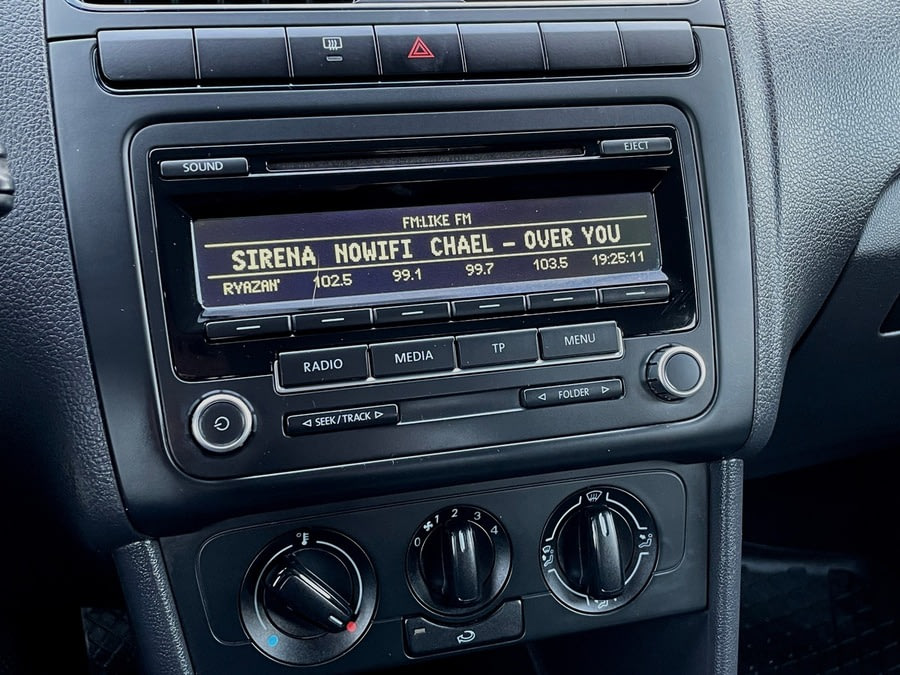 SOUND
EJECT
FM:LIKE FM
SIRENA NOWIFI CHAEL - OVER YOU
RYAZAN' 102.5 99.1 99.7 103.5 19:25:11
RADIO MEDIA TP MENU
SEEK/TRACK
FOLDER
0 1 2 3 4